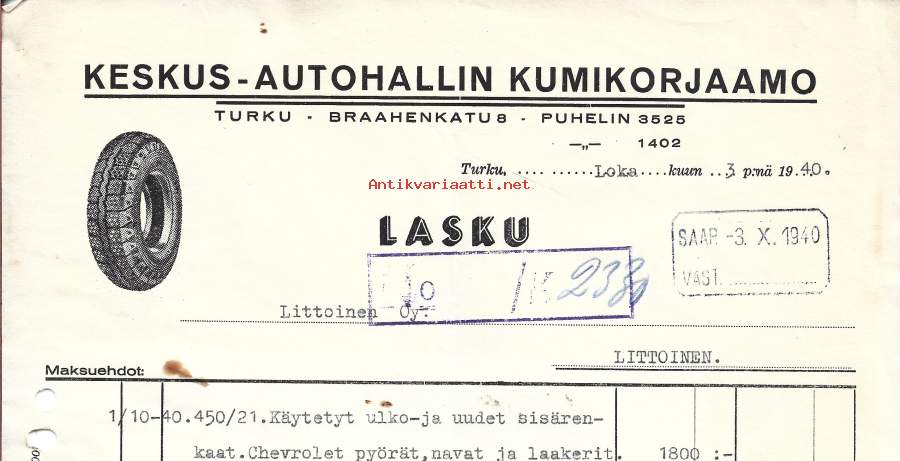 KESKUS-AUTOHALLIN KUMIKORJAAMO
TURKU - BRAAHENKATU 8 - PUHELIN 3525
—„— 1402
Turku, .... ......Loka....kuun ..3 p:nä 1940.
Antikvariaatti.net
LASKU
SAAP. -3. X. 1940
VAST.
/K 2330
Littoinen Oy.
LITTOINEN.
Maksuehdot:
1/10-40. 450/21. Käytetyt ulko-ja uudet sisären-
kaat. Chevrolet pyörät, navat ja laakerit. 1800 :-